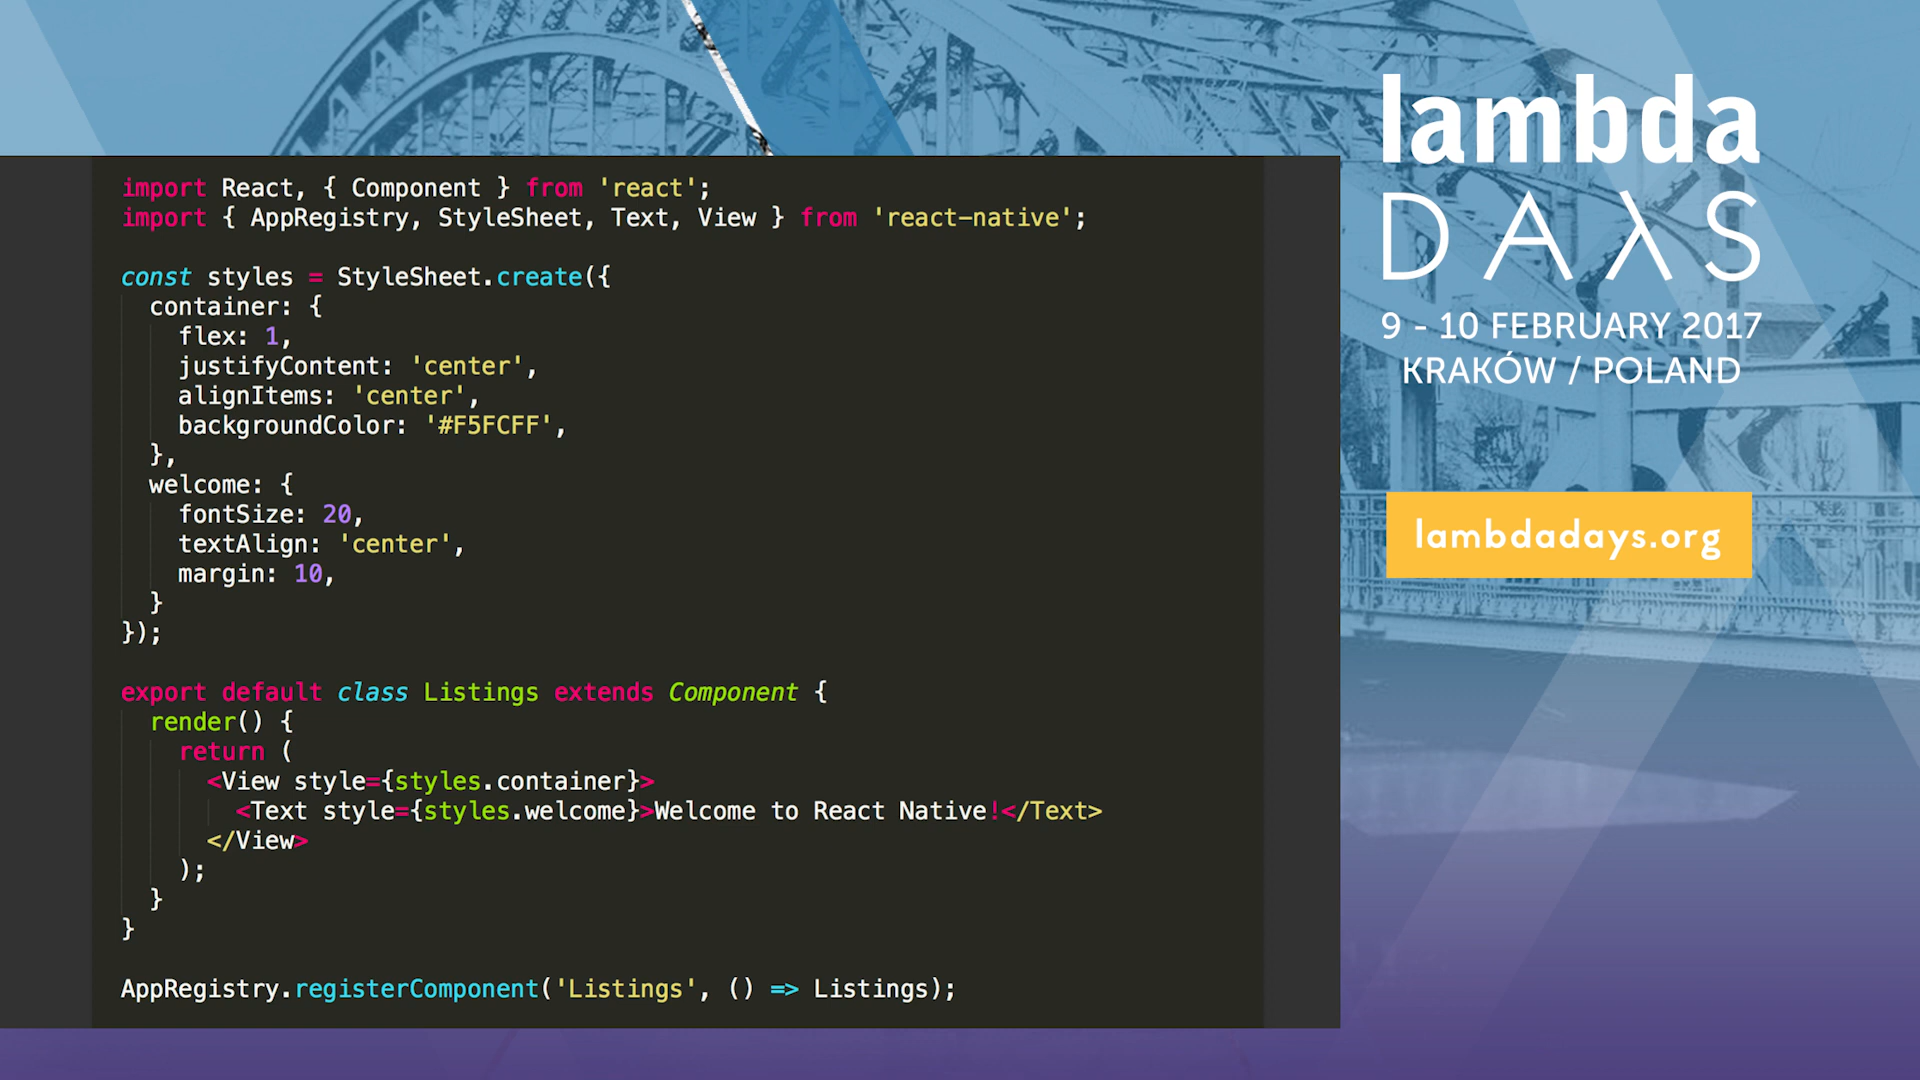 import React, { Component } from 'react';
import { AppRegistry, StyleSheet, Text, View } from 'react-native';
const styles = StyleSheet.create({
  container: {
    flex: 1,
    justifyContent: 'center',
    alignItems: 'center',
    backgroundColor: '#F5FCFF',
  },
  welcome: {
    fontSize: 20,
    textAlign: 'center',
    margin: 10,
  }
});
export default class Listings extends Component {
  render() {
    return (
      <View style={styles.container}>
        <Text style={styles.welcome}>Welcome to React Native!</Text>
      </View>
    );
  }
}
AppRegistry.registerComponent('Listings', () => Listings);
lambda
DAλS
9 - 10 FEBRUARY 2017
KRAKÓW / POLAND
lambdadays.org